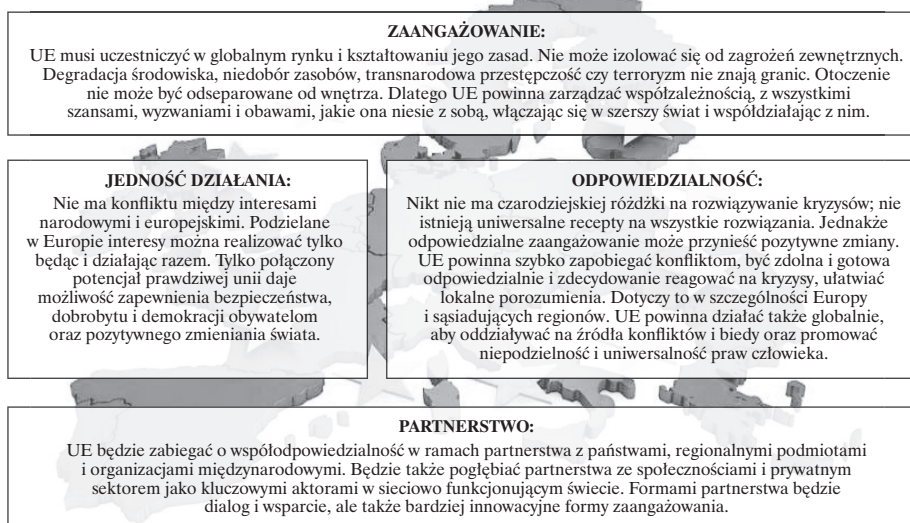 ZAANGAŻOWANIE:
UE musi uczestniczyć w globalnym rynku i kształtowaniu jego zasad. Nie może izolować się od zagrożeń zewnętrznych.
Degradacja środowiska, niedobór zasobów, transnarodowa przestępczość czy terroryzm nie znają granic. Otoczenie
nie może być odseparowane od wnętrza. Dlatego UE powinna zarządzać współzależnością, z wszystkimi
szansami, wyzwaniami i obawami, jakie ona niesie z sobą, włączając się w szerszy świat i współdziałając z nim.
JEDNOŚĆ DZIAŁANIA:
Nie ma konfliktu między interesami
narodowymi i europejskimi. Podzielane
w Europie interesy można realizować tylko
będąc i działając razem. Tylko połączony
potencjał prawdziwej unii daje
możliwość zapewnienia bezpieczeństwa,
dobrobytu i demokracji obywatelom
oraz pozytywnego zmieniania świata.
ODPOWIEDZIALNOŚĆ:
Nikt nie ma czarodziejskiej różdżki na rozwiązywanie kryzysów; nie
istnieją uniwersalne recepty na wszystkie rozwiązania. Jednakże
odpowiedzialne zaangażowanie może przynieść pozytywne zmiany.
UE powinna szybko zapobiegać konfliktom, być zdolna i gotowa
odpowiedzialnie i zdecydowanie reagować na kryzysy, ułatwiać
lokalne porozumienia. Dotyczy to w szczególności Europy
i sąsiadujących regionów. UE powinna działać także globalnie,
aby oddziaływać na źródła konfliktów i biedy oraz promować
niepodzielność i uniwersalność praw człowieka.
PARTNERSTWO:
UE będzie zabiegać o współodpowiedzialność w ramach partnerstwa z państwami, regionalnymi podmiotami
i organizacjami międzynarodowymi. Będzie także pogłębiać partnerstwa ze społecznościami i prywatnym
sektorem jako kluczowymi aktorami w sieciowo funkcjonującym świecie. Formami partnerstwa będzie
dialog i wsparcie, ale także bardziej innowacyjne formy zaangażowania.